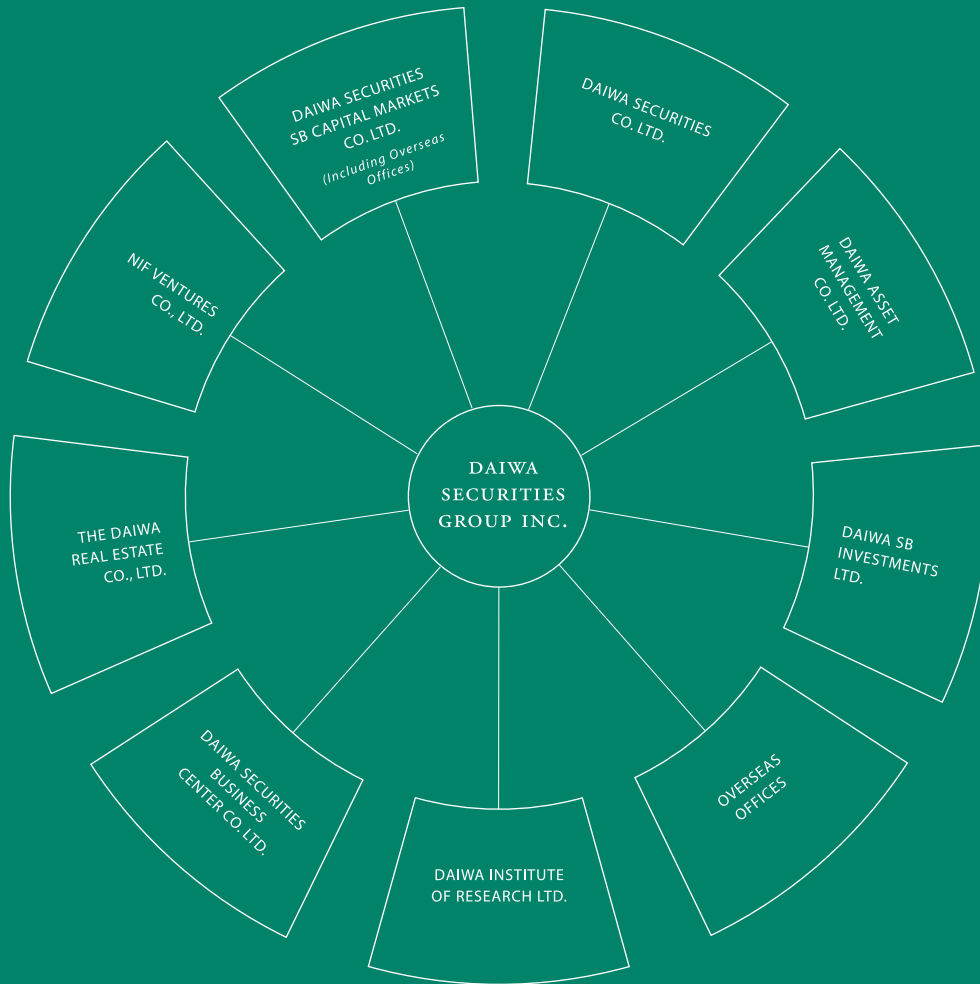 DAIWA SECURITIES
SB CAPITAL MARKETS
CO. LTD.
(Including Overseas
Offices)
DAIWA SECURITIES
CO. LTD.
DAIWA ASSET
MANAGEMENT
CO. LTD.
DAIWA SB
INVESTMENTS
LTD.
OVERSEAS
OFFICES
DAIWA INSTITUTE
OF RESEARCH LTD.
DAIWA SECURITIES
BUSINESS
CENTER CO. LTD.
THE DAIWA
REAL ESTATE
CO., LTD.
NIF VENTURES
CO., LTD.
DAIWA
SECURITIES
GROUP INC.